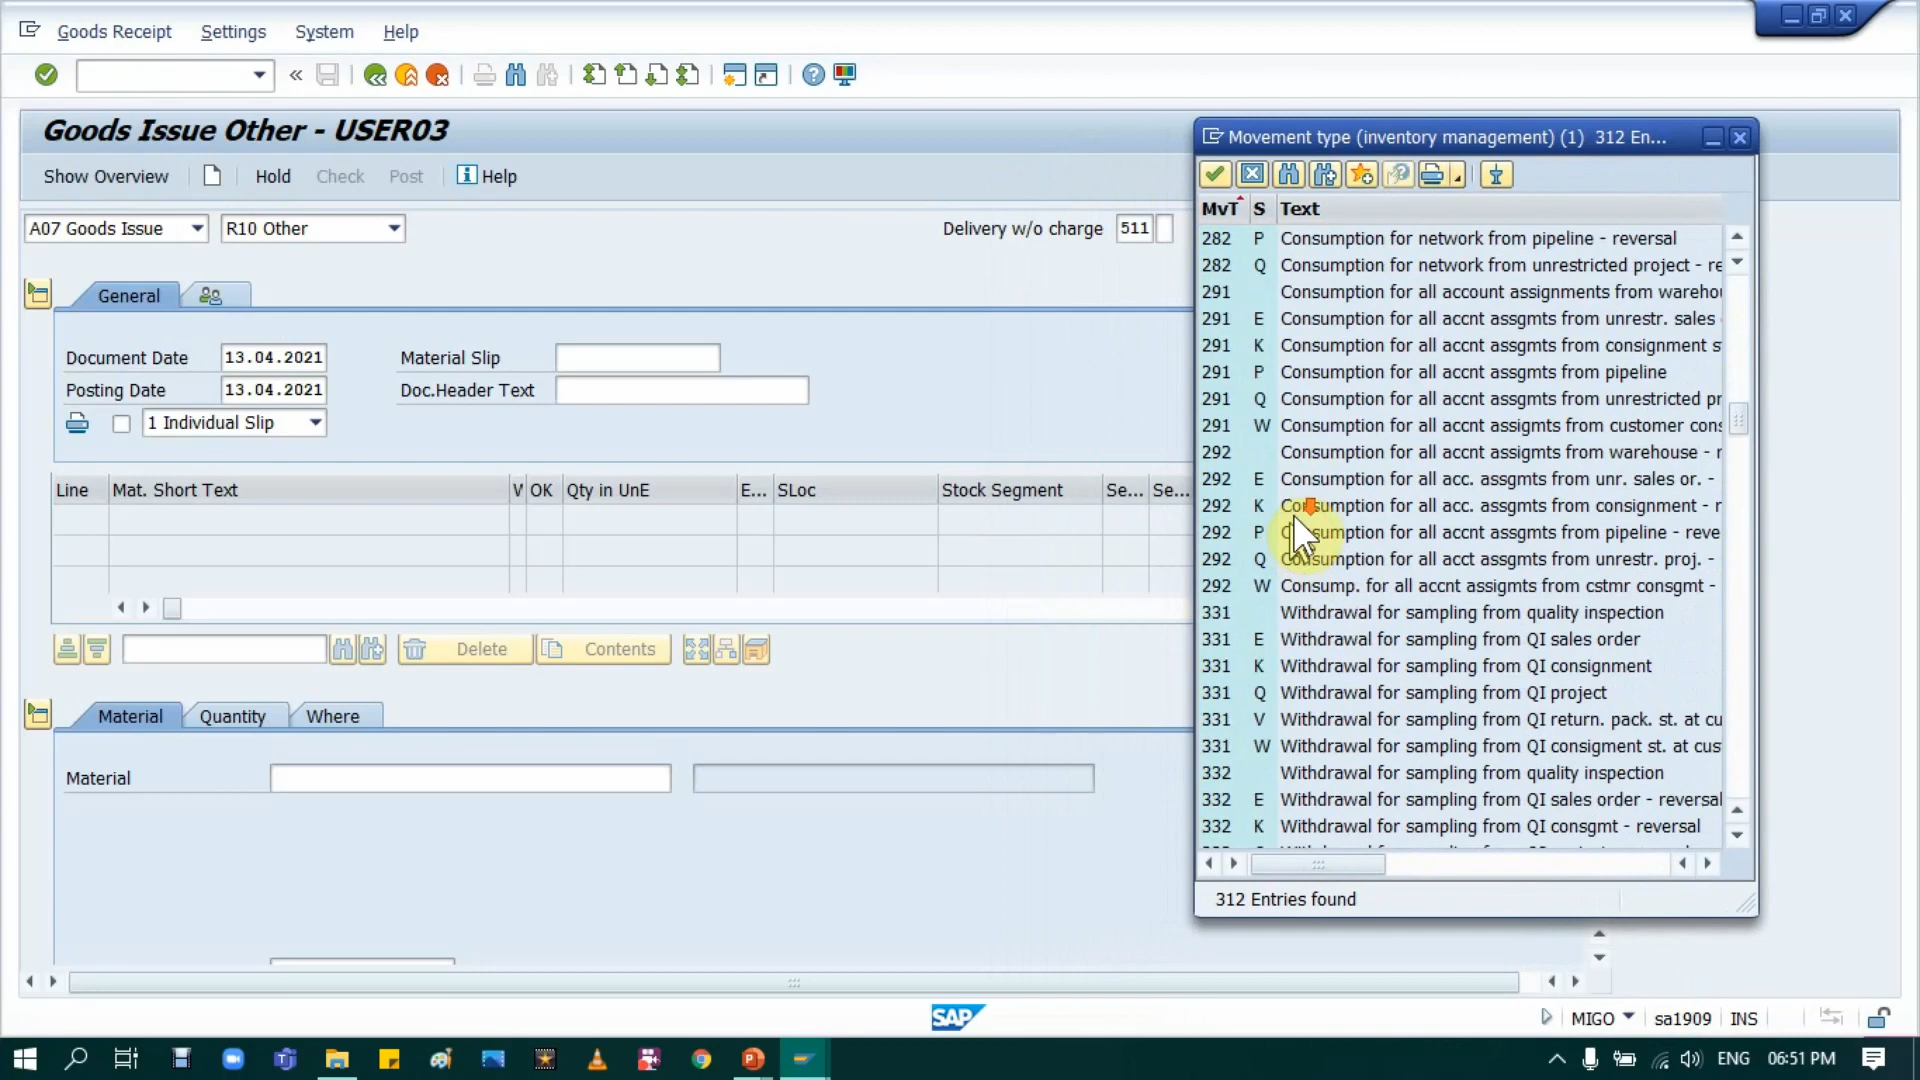 Goods Receipt Settings System Help
Goods Issue Other - USER03
Show Overview Hold Check Post Help
A07 Goods Issue R10 Other Delivery w/o charge 511
General
Document Date 13.04.2021 Material Slip
Posting Date 13.04.2021 Doc.Header Text
1 Individual Slip
Line Mat. Short Text V OK Qty in UnE E... SLoc Stock Segment Se... Se...
Delete Contents
Material Quantity Where
Material
Movement type (inventory management) (1) 312 En...
MvT S Text
282 P Consumption for network from pipeline - reversal
282 Q Consumption for network from unrestricted project - re
291 Consumption for all account assignments from warehou
291 E Consumption for all accnt assgmts from unrestr. sales
291 K Consumption for all accnt assgmts from consignment s
291 P Consumption for all accnt assgmts from pipeline
291 Q Consumption for all accnt assgmts from unrestricted pr
291 W Consumption for all accnt assigmts from customer cons
292 Consumption for all accnt assigmts from warehouse - r
292 E Consumption for all acc. assgmts from unr. sales or. -
292 K Consumption for all acc. assgmts from consignment - r
292 P Consumption for all accnt assgmts from pipeline - reve
292 Q Consumption for all acct assgmts from unrestr. proj. -
292 W Consump. for all accnt assigmts from cstmr consgmt -
331 Withdrawal for sampling from quality inspection
331 E Withdrawal for sampling from QI sales order
331 K Withdrawal for sampling from QI consignment
331 Q Withdrawal for sampling from QI project
331 V Withdrawal for sampling from QI return. pack. st. at cu
331 W Withdrawal for sampling from QI consigment st. at cus
332 Withdrawal for sampling from quality inspection
332 E Withdrawal for sampling from QI sales order - reversal
332 K Withdrawal for sampling from QI consgmt - reversal
312 Entries found
SAP MIGO sa1909 INS
ENG 06:51 PM